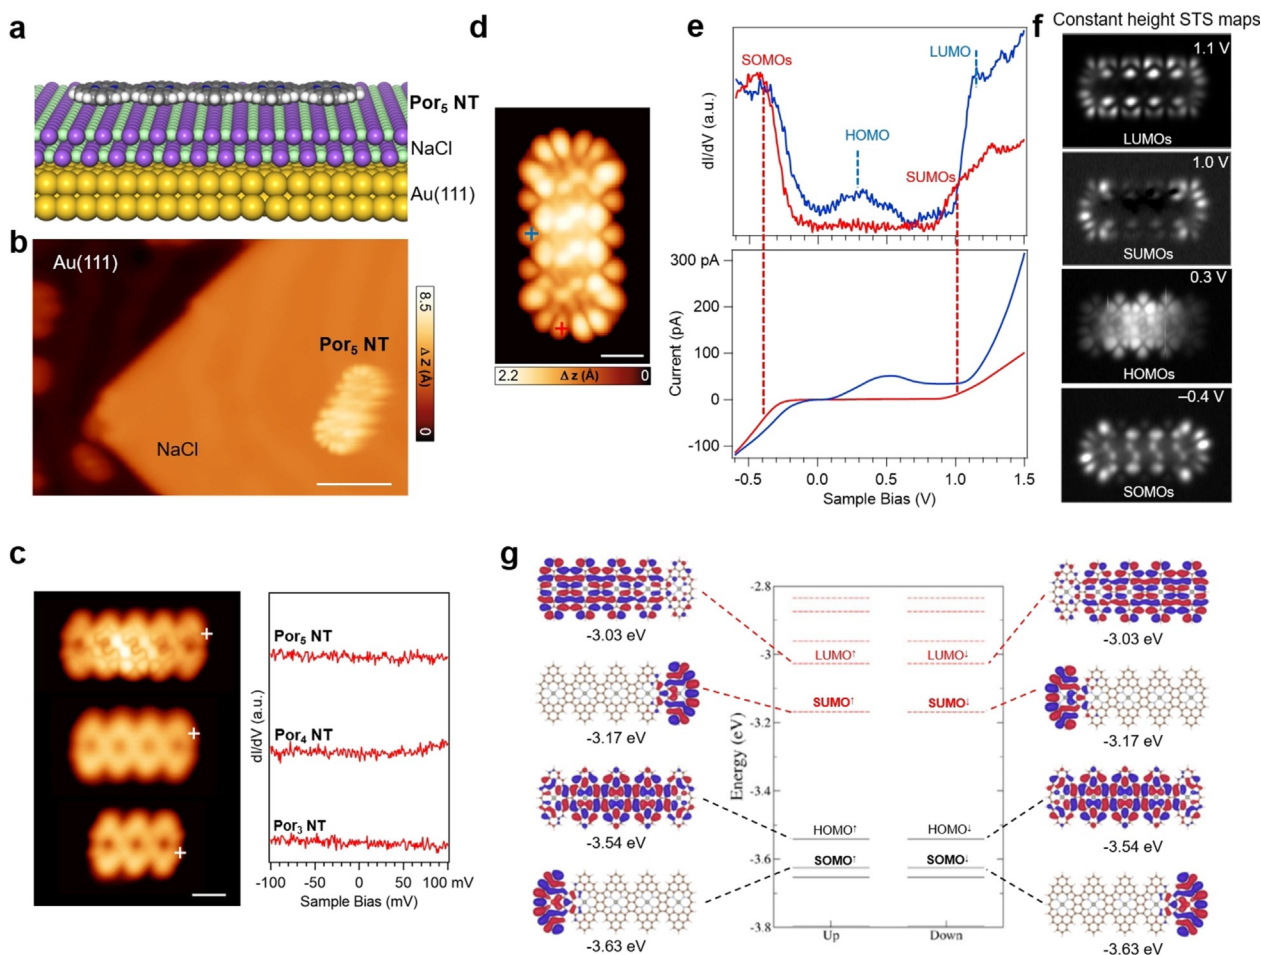 a
Por₅ NT
NaCl
Au(111)
b
Au(111)
Por₅ NT
NaCl
8.5
Δ z (Å)
0
c
Por₅ NT
Por₄ NT
Por₃ NT
dI/dV (a.u.)
-100
-50
0
50
100 mV
Sample Bias (mV)
d
2.2
Δ z (Å)
0
e
SOMOs
LUMO
HOMO
SUMOs
dI/dV (a.u.)
300 pA
200
100
0
-100
Current (pA)
-0.5
0.0
0.5
1.0
1.5
Sample Bias (V)
f
Constant height STS maps
1.1 V
LUMOs
1.0 V
SUMOs
0.3 V
HOMOs
–0.4 V
SOMOs
g
-3.03 eV
-3.17 eV
-3.54 eV
-3.63 eV
Energy (eV)
-2.8
-3
-3.2
-3.4
-3.6
-3.8
LUMO↑
LUMO↓
SUMO↑
SUMO↓
HOMO↑
HOMO↓
SOMO↑
SOMO↓
Up
Down
-3.03 eV
-3.17 eV
-3.54 eV
-3.63 eV